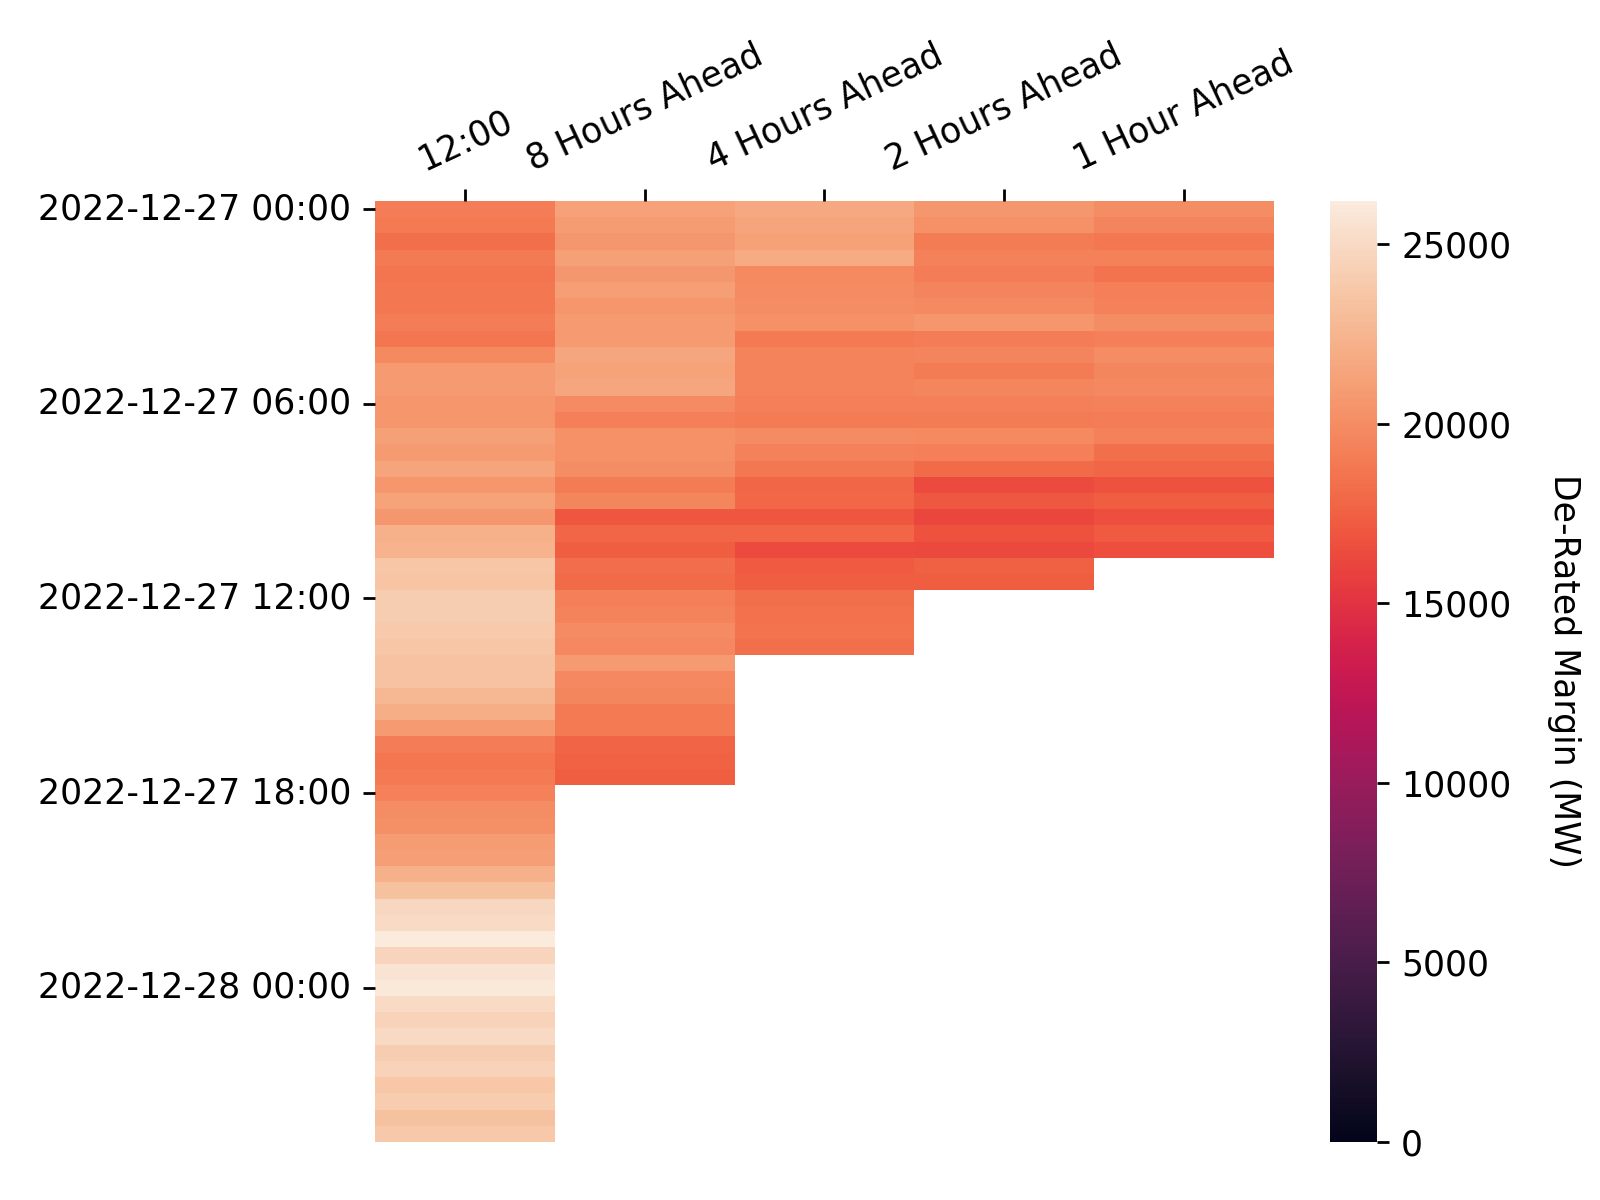 12:00
8 Hours Ahead
4 Hours Ahead
2 Hours Ahead
1 Hour Ahead
2022-12-27 00:00
2022-12-27 06:00
2022-12-27 12:00
2022-12-27 18:00
2022-12-28 00:00
25000
20000
15000
10000
5000
0
De-Rated Margin (MW)